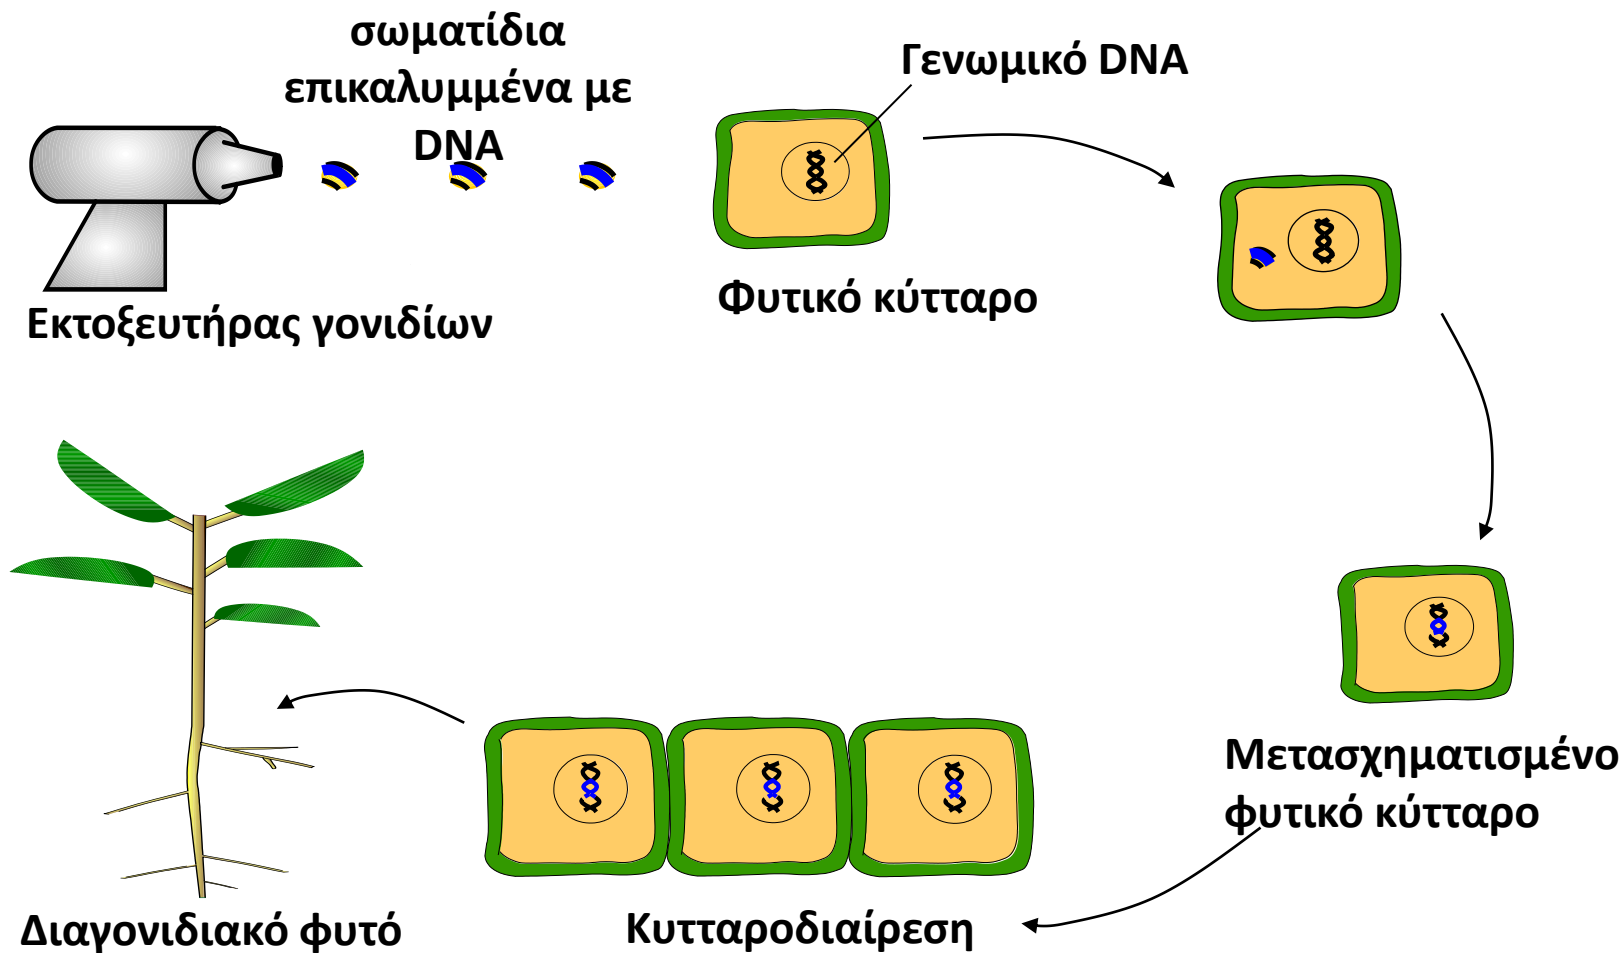 σωματίδια
επικαλυμμένα με
DNA
Γενωμικό DNA
Εκτοξευτήρας γονιδίων
Φυτικό κύτταρο
Μετασχηματισμένο
φυτικό κύτταρο
Κυτταροδιαίρεση
Διαγονιδιακό φυτό